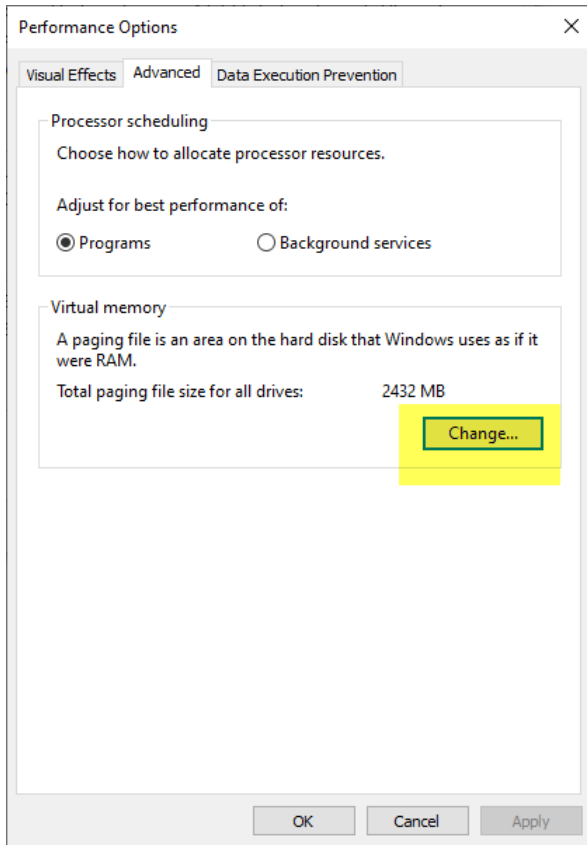 Performance Options
Visual Effects
Advanced
Data Execution Prevention
Processor scheduling
Choose how to allocate processor resources.
Adjust for best performance of:
Programs
Background services
Virtual memory
A paging file is an area on the hard disk that Windows uses as if it
were RAM.
Total paging file size for all drives: 2432 MB
Change...
OK
Cancel
Apply